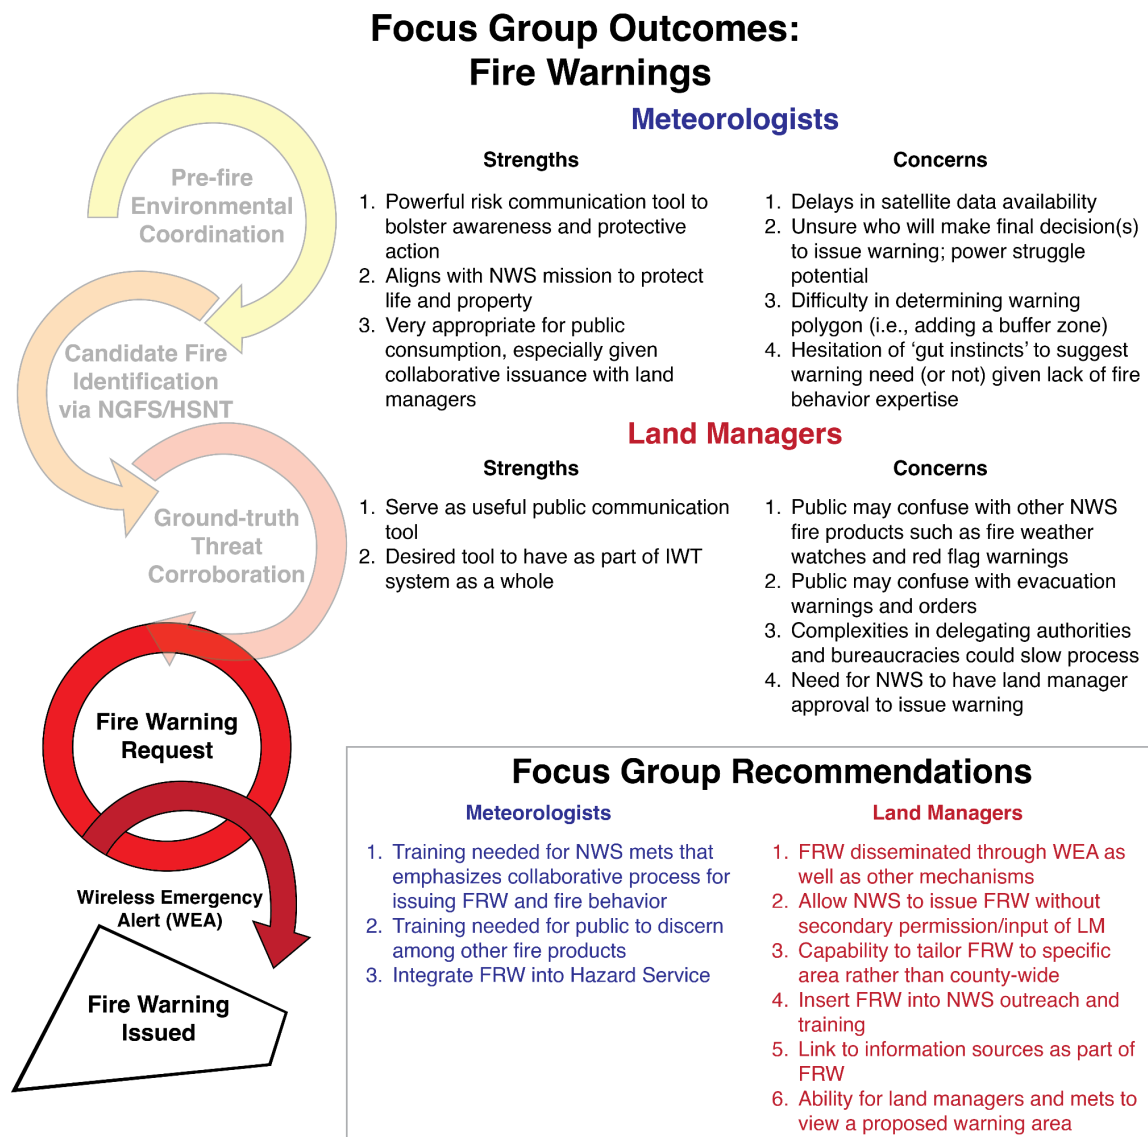 Focus Group Outcomes:
Fire Warnings
Pre-fire
Environmental
Coordination
Candidate Fire
Identification
via NGFS/HSNT
Ground-truth
Threat
Corroboration
Fire Warning
Request
Wireless Emergency
Alert (WEA)
Fire Warning
Issued
Meteorologists
Strengths
1. Powerful risk communication tool to
bolster awareness and protective
action
2. Aligns with NWS mission to protect
life and property
3. Very appropriate for public
consumption, especially given
collaborative issuance with land
managers
Concerns
1. Delays in satellite data availability
2. Unsure who will make final decision(s)
to issue warning; power struggle
potential
3. Difficulty in determining warning
polygon (i.e., adding a buffer zone)
4. Hesitation of ‘gut instincts’ to suggest
warning need (or not) given lack of fire
behavior expertise
Land Managers
Strengths
1. Serve as useful public communication
tool
2. Desired tool to have as part of IWT
system as a whole
Concerns
1. Public may confuse with other NWS
fire products such as fire weather
watches and red flag warnings
2. Public may confuse with evacuation
warnings and orders
3. Complexities in delegating authorities
and bureaucracies could slow process
4. Need for NWS to have land manager
approval to issue warning
Focus Group Recommendations
Meteorologists
1. Training needed for NWS mets that
emphasizes collaborative process for
issuing FRW and fire behavior
2. Training needed for public to discern
among other fire products
3. Integrate FRW into Hazard Service
Land Managers
1. FRW disseminated through WEA as
well as other mechanisms
2. Allow NWS to issue FRW without
secondary permission/input of LM
3. Capability to tailor FRW to specific
area rather than county-wide
4. Insert FRW into NWS outreach and
training
5. Link to information sources as part of
FRW
6. Ability for land managers and mets to
view a proposed warning area